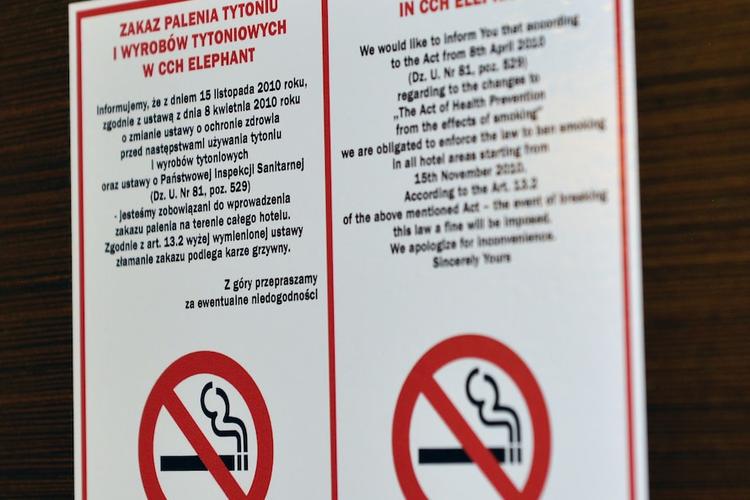 ZAKAZ PALENIA TYTONIU
I WYROBÓW TYTONIOWYCH
W CCH ELEPHANT
Informujemy, że z dniem 15 listopada 2010 roku,
zgodnie z ustawą z dnia 8 kwietnia 2010 roku
o zmianie ustawy o ochronie zdrowia
przed następstwami używania tytoniu
i wyrobów tytoniowych
oraz ustawy o Państwowej Inspekcji Sanitarnej
(Dz. U. Nr 81, poz. 529)
- jesteśmy zobowiązani do wprowadzenia
zakazu palenia na terenie całego hotelu.
Zgodnie z art. 13.2 wyżej wymienionej ustawy
złamanie zakazu podlega karze grzywny.
Z góry przepraszamy
za ewentualne niedogodności
IN CCH ELEPHANT
We would like to inform You that according
to the Act from 8th April 2010
(Dz. U. Nr 81, poz. 529)
regarding to the changes to
„The Act of Health Prevention
from the effects of smoking"
we are obligated to enforce the law to ban smoking
in all hotel areas starting from
15th November 2010.
According to the Art. 13.2
of the above mentioned Act – the event of breaking
this law a fine will be imposed.
We apologize for inconvenience.
Sincerely Yours